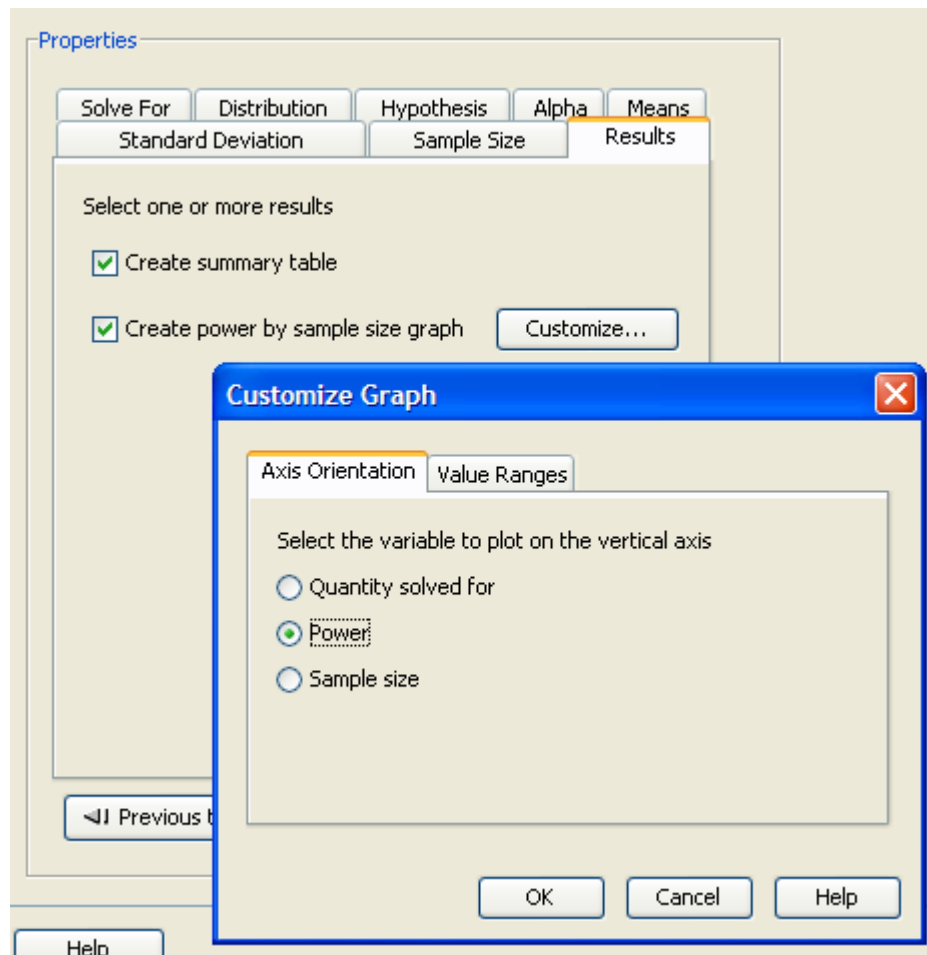 Properties
Solve For Distribution Hypothesis Alpha Means
Standard Deviation Sample Size Results
Select one or more results
Create summary table
Create power by sample size graph Customize...
Customize Graph
Axis Orientation Value Ranges
Select the variable to plot on the vertical axis
Quantity solved for
Power
Sample size
Previous
OK Cancel Help
Help